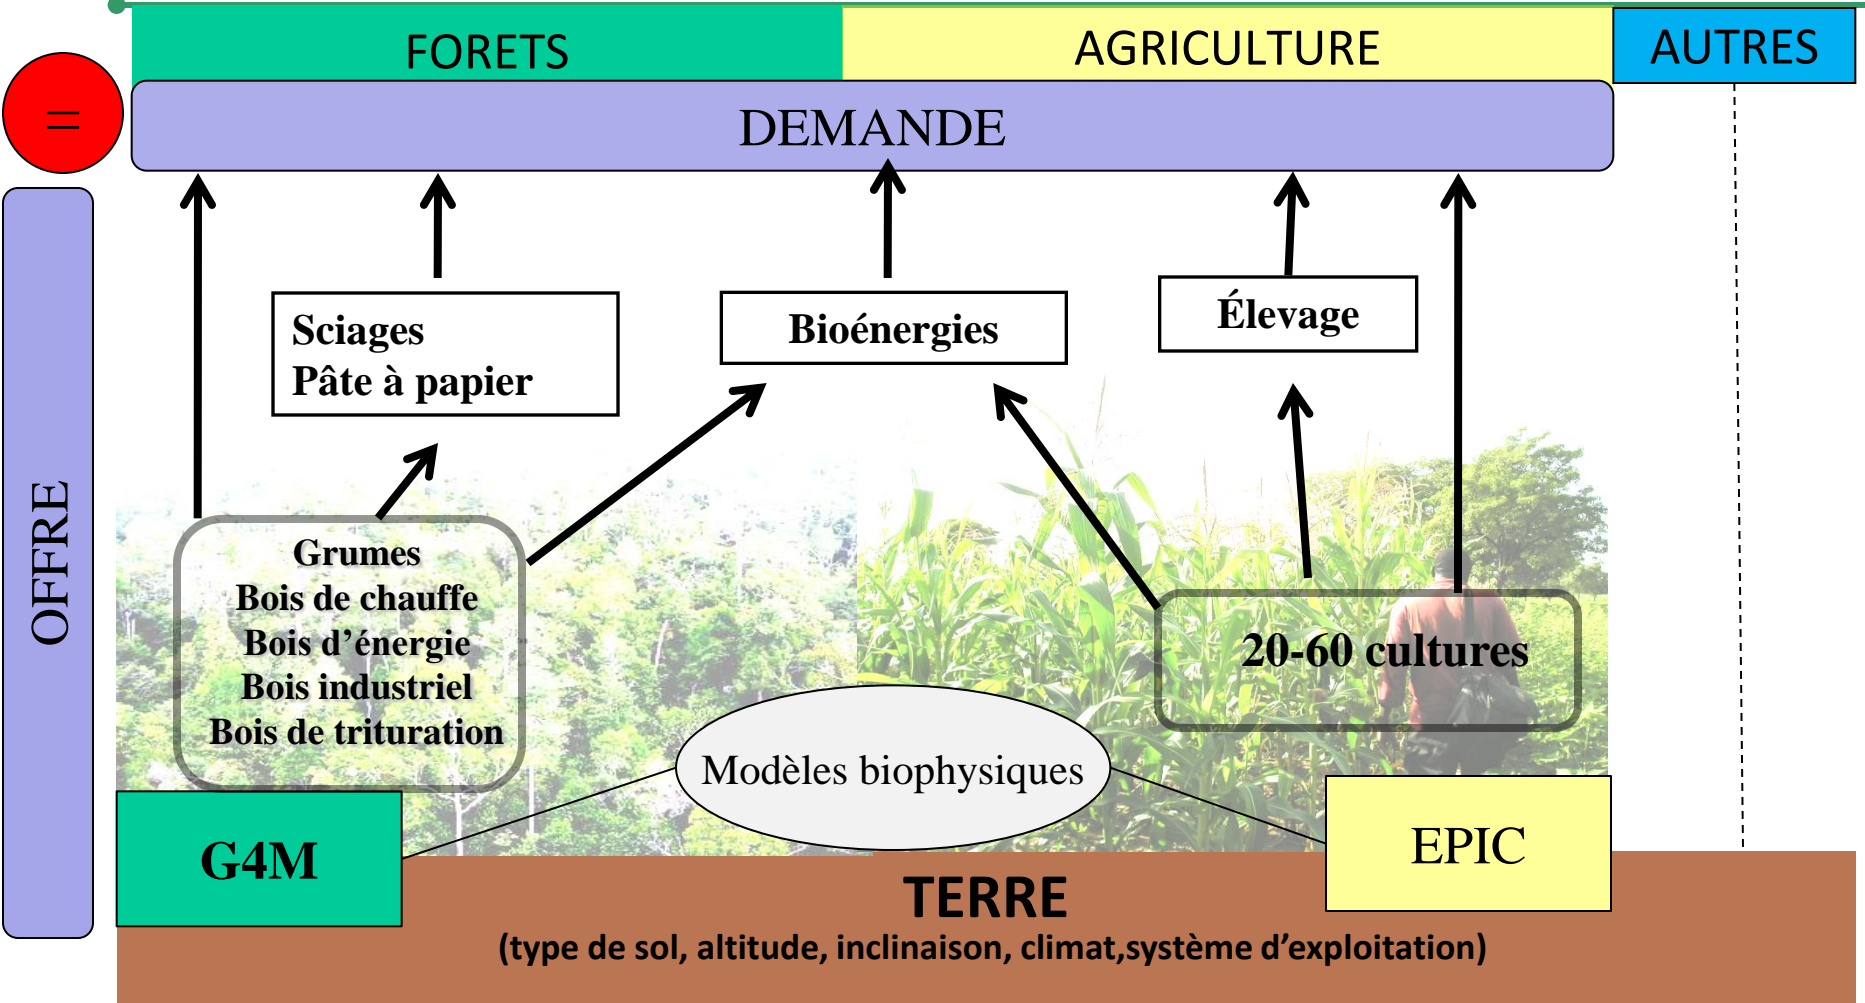 FORETS
AGRICULTURE
AUTRES
=
DEMANDE
OFFRE
Sciages
Pâte à papier
Bioénergies
Élevage
Grumes
Bois de chauffe
Bois d’énergie
Bois industriel
Bois de trituration
20-60 cultures
Modèles biophysiques
G4M
EPIC
TERRE
(type de sol, altitude, inclinaison, climat,système d’exploitation)